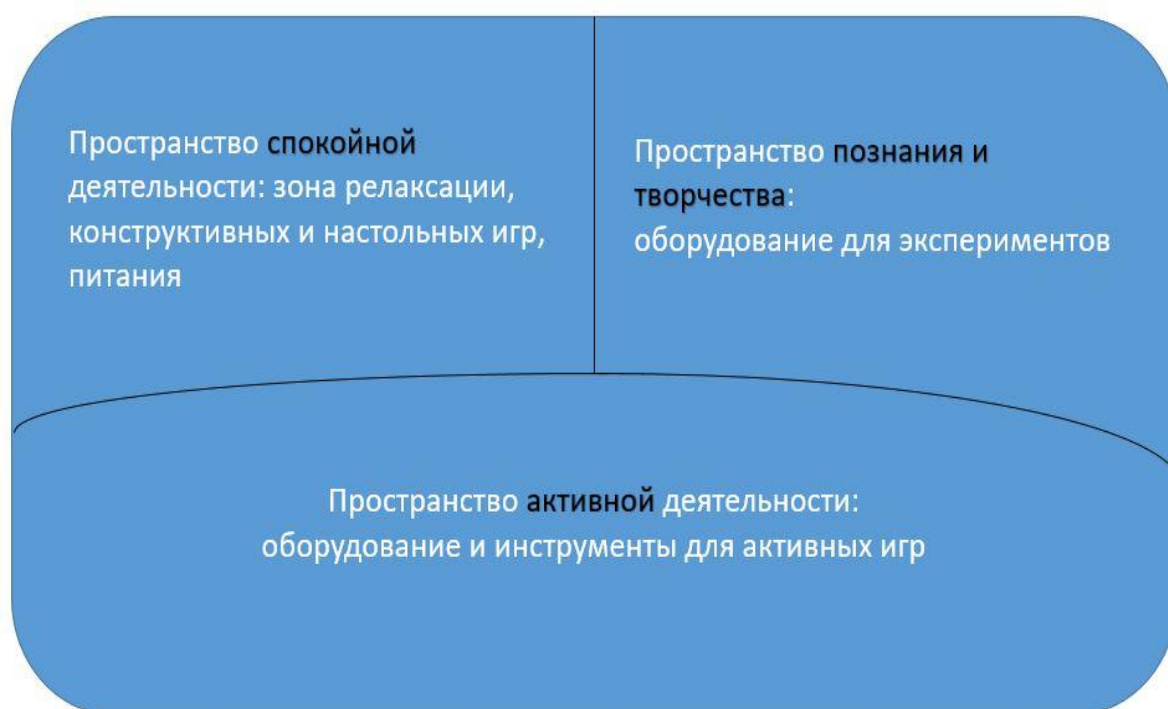 Пространство спокойной
деятельности: зона релаксации,
конструктивных и настольных игр,
питания
Пространство познания и
творчества:
оборудование для экспериментов
Пространство активной деятельности:
оборудование и инструменты для активных игр